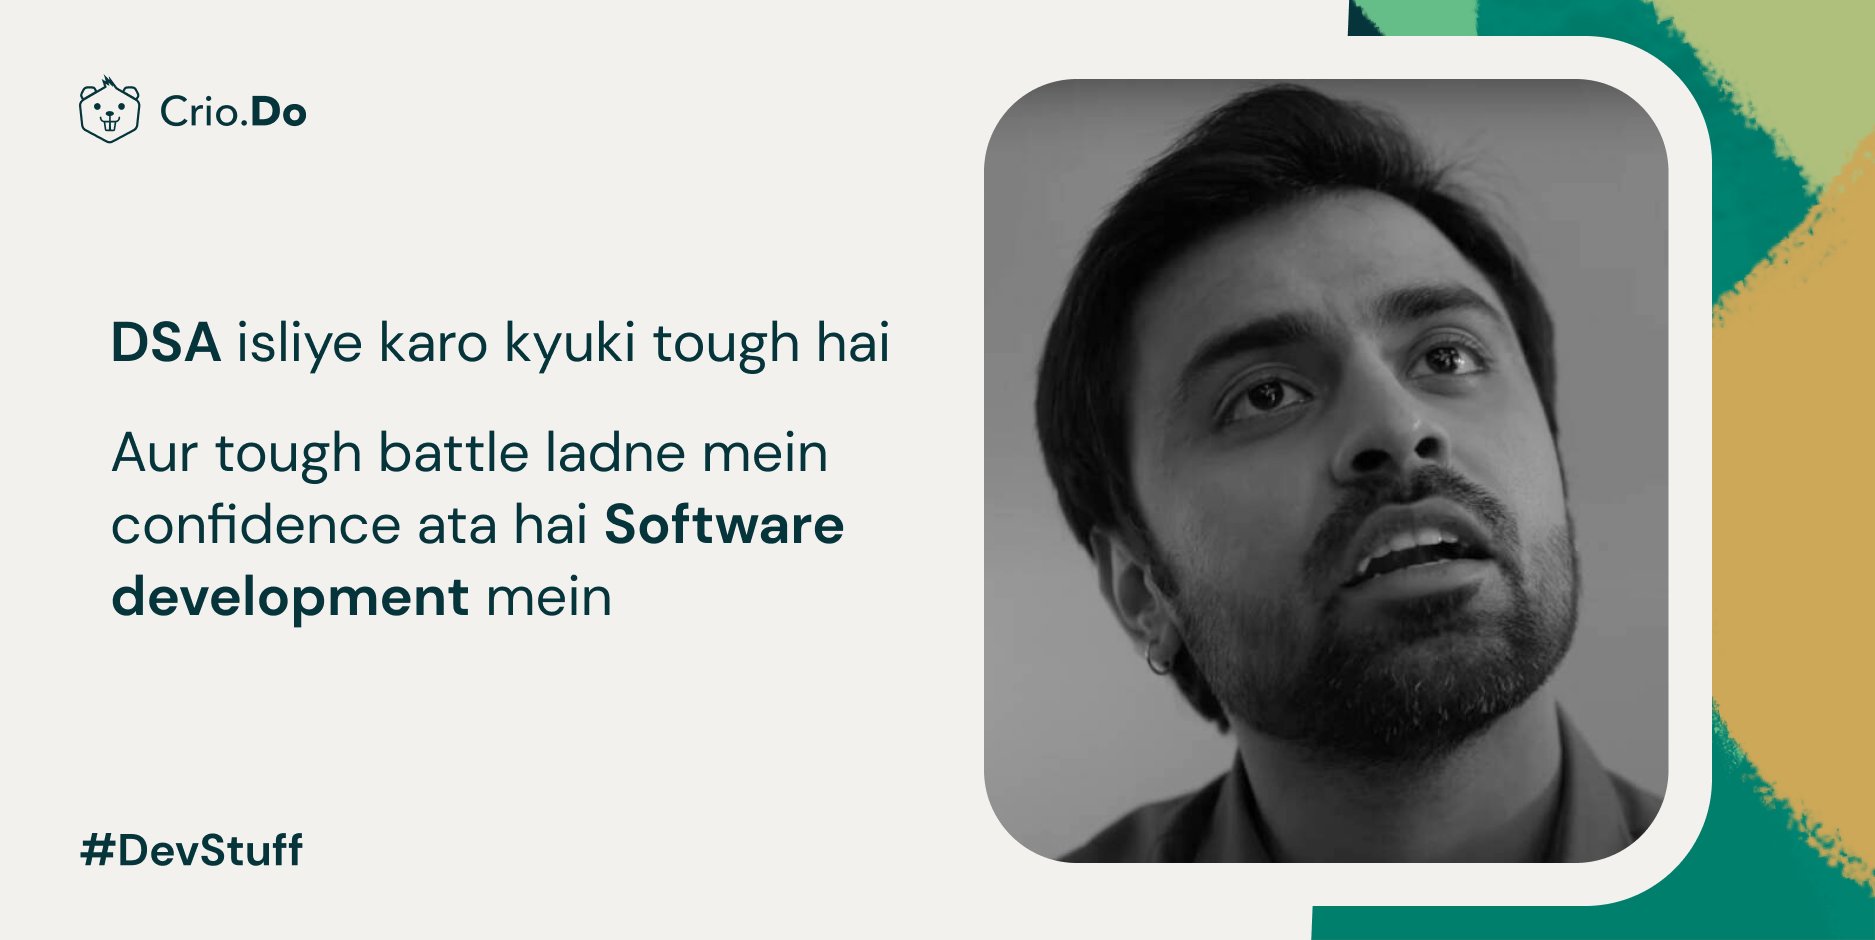 Crio.Do
DSA isliye karo kyuki tough hai
Aur tough battle ladne mein
confidence ata hai Software
development mein
#DevStuff